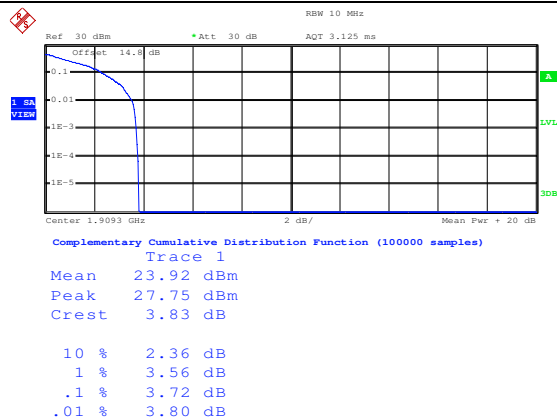 R S
RBW 10 MHz
Ref 30 dBm *Att 30 dB AQT 3.125 ms
Offset 14.8 dB
0.1
A
1 SA
VIEW
0.01
LVL
1E-3
1E-4
1E-5
3DB
Center 1.9093 GHz 2 dB/ Mean Pwr + 20 dB
Complementary Cumulative Distribution Function (100000 samples)
Trace 1
Mean 23.92 dBm
Peak 27.75 dBm
Crest 3.83 dB
10 % 2.36 dB
1 % 3.56 dB
.1 % 3.72 dB
.01 % 3.80 dB